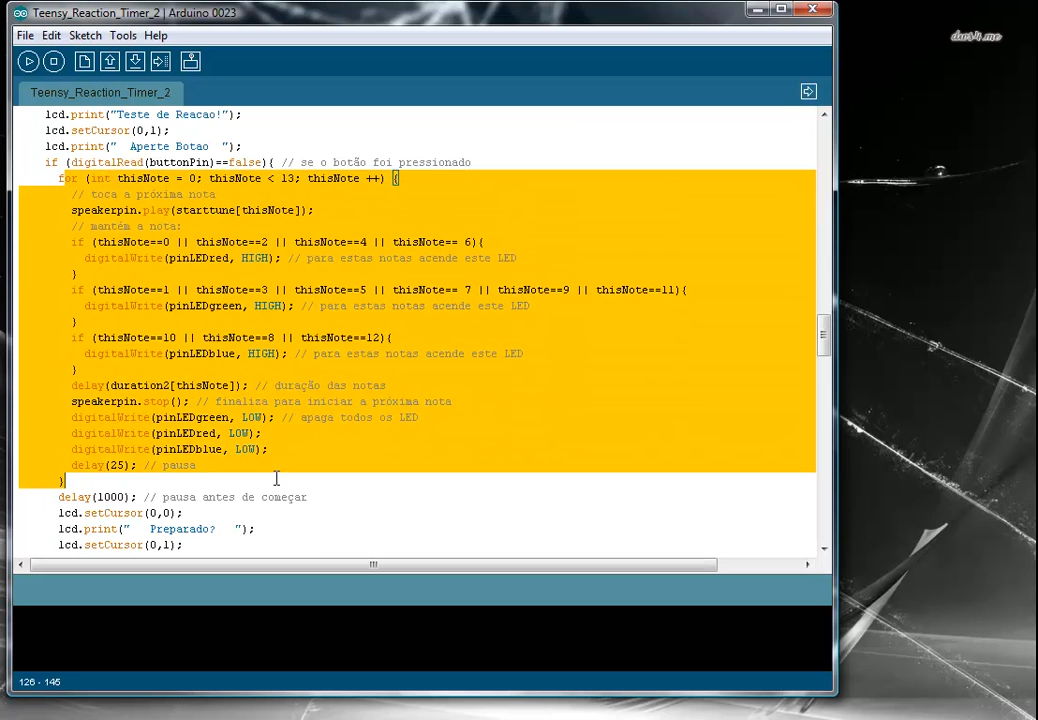 Teensy_Reaction_Timer_2 | Arduino 0023
File Edit Sketch Tools Help
Teensy_Reaction_Timer_2
lcd.print("Teste de Reacao!");
lcd.setCursor(0,1);
lcd.print("  Aperte Botao  ");
if (digitalRead(buttonPin)==false){ // se o botão foi pressionado
for (int thisNote = 0; thisNote < 13; thisNote ++) {
// toca a próxima nota
speakerpin.play(starttune[thisNote]);
// mantém a nota:
if (thisNote==0 || thisNote==2 || thisNote==4 || thisNote== 6){
digitalWrite(pinLEDred, HIGH); // para estas notas acende este LED
}
if (thisNote==1 || thisNote==3 || thisNote==5 || thisNote== 7 || thisNote==9 || thisNote==11){
digitalWrite(pinLEDgreen, HIGH); // para estas notas acende este LED
}
if (thisNote==10 || thisNote==8 || thisNote==12){
digitalWrite(pinLEDblue, HIGH); // para estas notas acende este LED
}
delay(duration2[thisNote]); // duração das notas
speakerpin.stop(); // finaliza para iniciar a próxima nota
digitalWrite(pinLEDgreen, LOW); // apaga todos os LED
digitalWrite(pinLEDred, LOW);
digitalWrite(pinLEDblue, LOW);
delay(25); // pausa
}
delay(1000); // pausa antes de começar
lcd.setCursor(0,0);
lcd.print("   Preparado?   ");
lcd.setCursor(0,1);
126 - 145